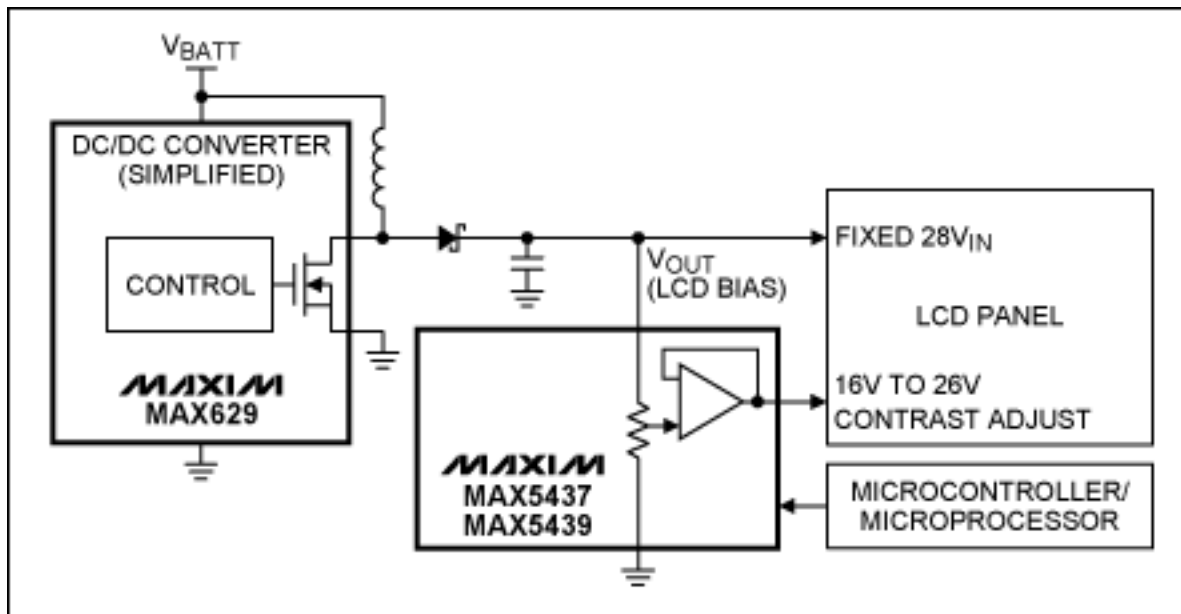 VBATT
DC/DC CONVERTER
(SIMPLIFIED)
CONTROL
MAXIM
MAX629
VOUT
(LCD BIAS)
FIXED 28VIN
LCD PANEL
16V TO 26V
CONTRAST ADJUST
MAXIM
MAX5437
MAX5439
MICROCONTROLLER/
MICROPROCESSOR